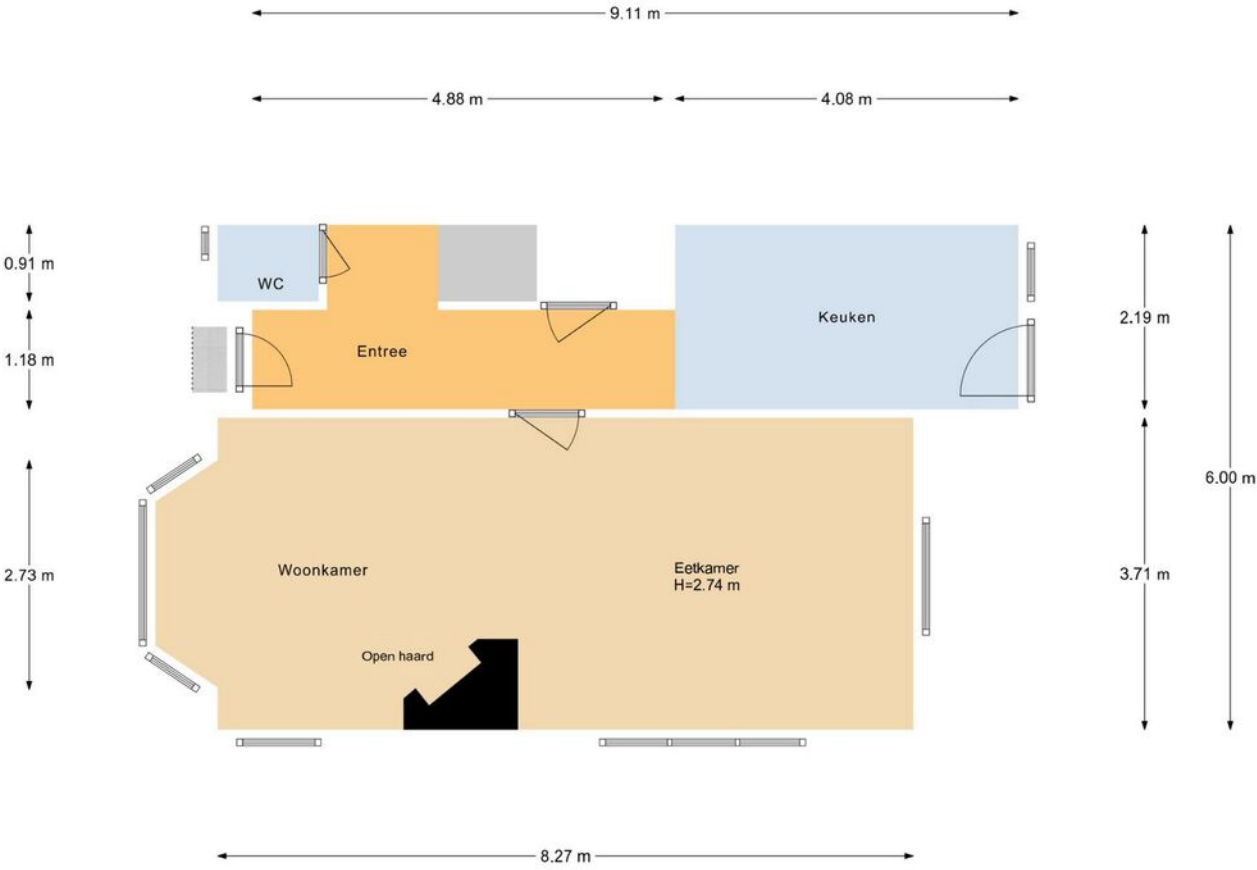 9.11 m
4.88 m
4.08 m
0.91 m
WC
1.18 m
Entree
Keuken
2.19 m
6.00 m
2.73 m
Woonkamer
Eetkamer
H=2.74 m
3.71 m
Open haard
8.27 m